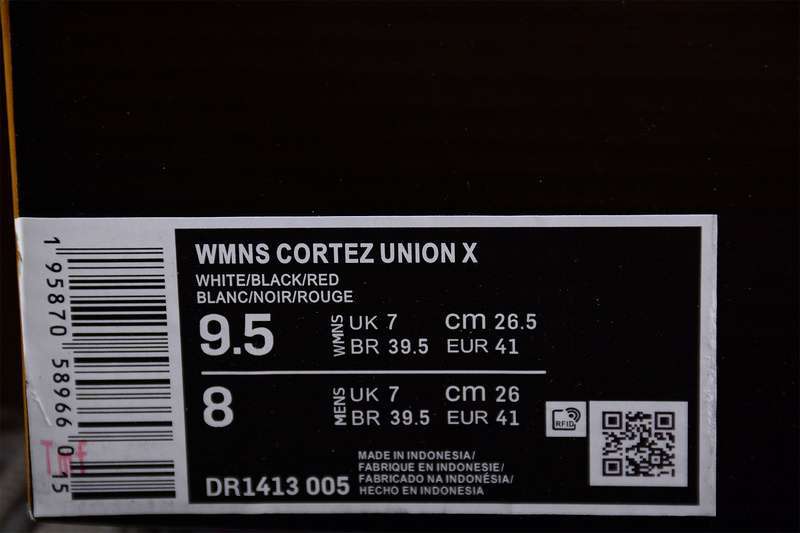 WMNS CORTEZ UNION X
WHITE/BLACK/RED
BLANC/NOIR/ROUGE
9.5 WMNS UK 7 cm 26.5
BR 39.5 EUR 41
8 MENS UK 7 cm 26
BR 39.5 EUR 41
RFID
MADE IN INDONESIA/
FABRIQUE EN INDONESIE/
FABRICADO NA INDONÉSIA/
HECHO EN INDONESIA
DR1413 005
1 95870 58966 0 15